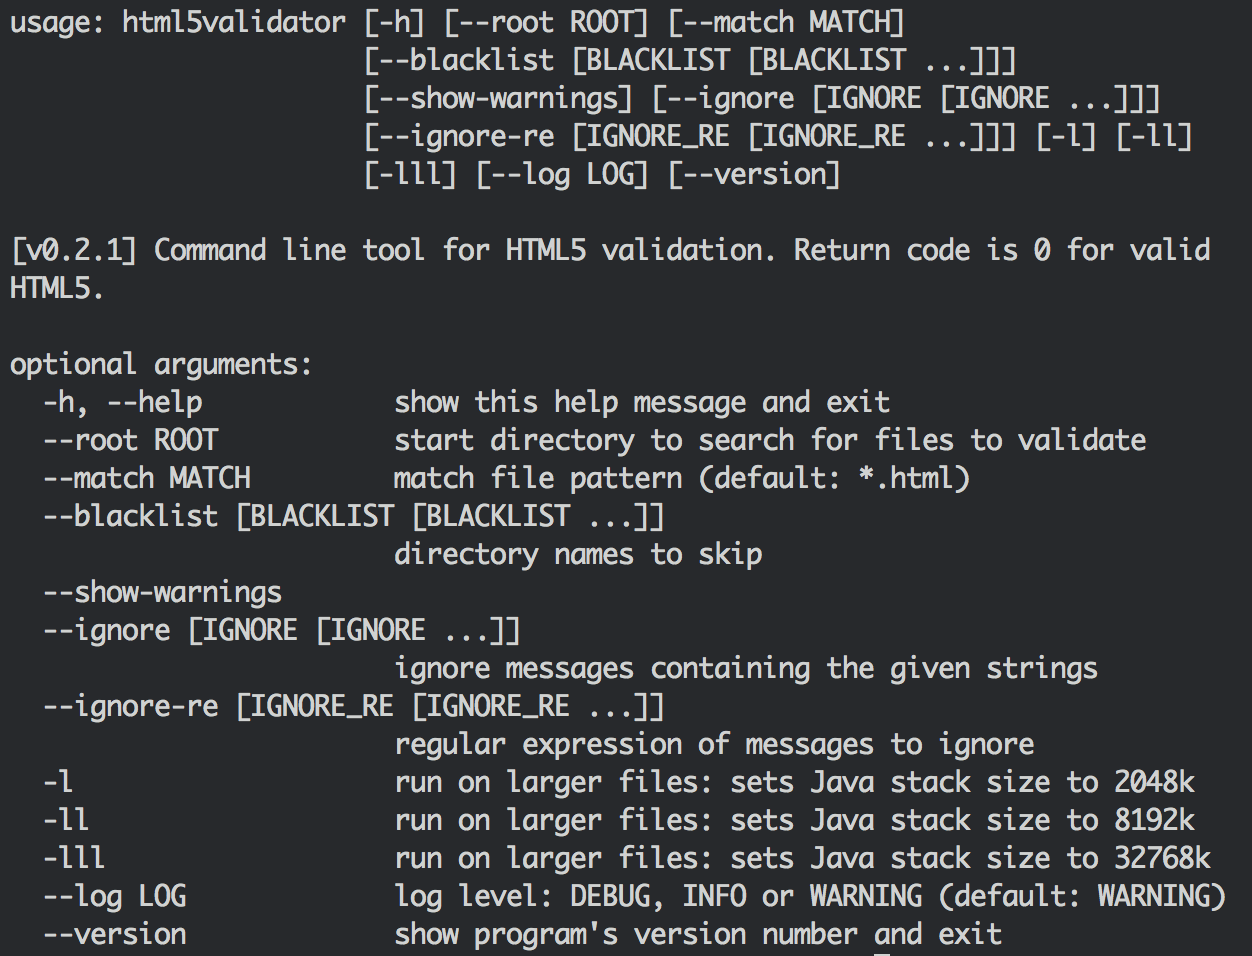 usage: html5validator [-h] [--root ROOT] [--match MATCH]
                      [--blacklist [BLACKLIST [BLACKLIST ...]]]
                      [--show-warnings] [--ignore [IGNORE [IGNORE ...]]]
                      [--ignore-re [IGNORE_RE [IGNORE_RE ...]]] [-l] [-ll]
                      [-lll] [--log LOG] [--version]

[v0.2.1] Command line tool for HTML5 validation. Return code is 0 for valid
HTML5.

optional arguments:
  -h, --help            show this help message and exit
  --root ROOT           start directory to search for files to validate
  --match MATCH         match file pattern (default: *.html)
  --blacklist [BLACKLIST [BLACKLIST ...]]
                        directory names to skip
  --show-warnings
  --ignore [IGNORE [IGNORE ...]]
                        ignore messages containing the given strings
  --ignore-re [IGNORE_RE [IGNORE_RE ...]]
                        regular expression of messages to ignore
  -l                    run on larger files: sets Java stack size to 2048k
  -ll                   run on larger files: sets Java stack size to 8192k
  -lll                  run on larger files: sets Java stack size to 32768k
  --log LOG             log level: DEBUG, INFO or WARNING (default: WARNING)
  --version             show program's version number and exit